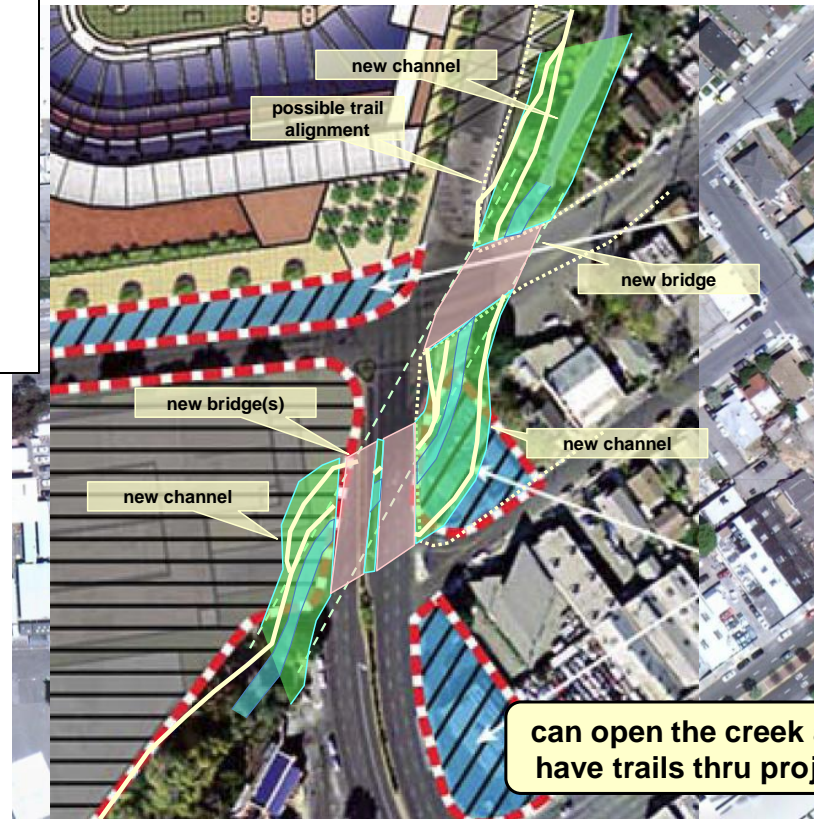 new channel
possible trail
alignment
new bridge
new bridge(s)
new channel
new channel
can open the creek
have trails thru